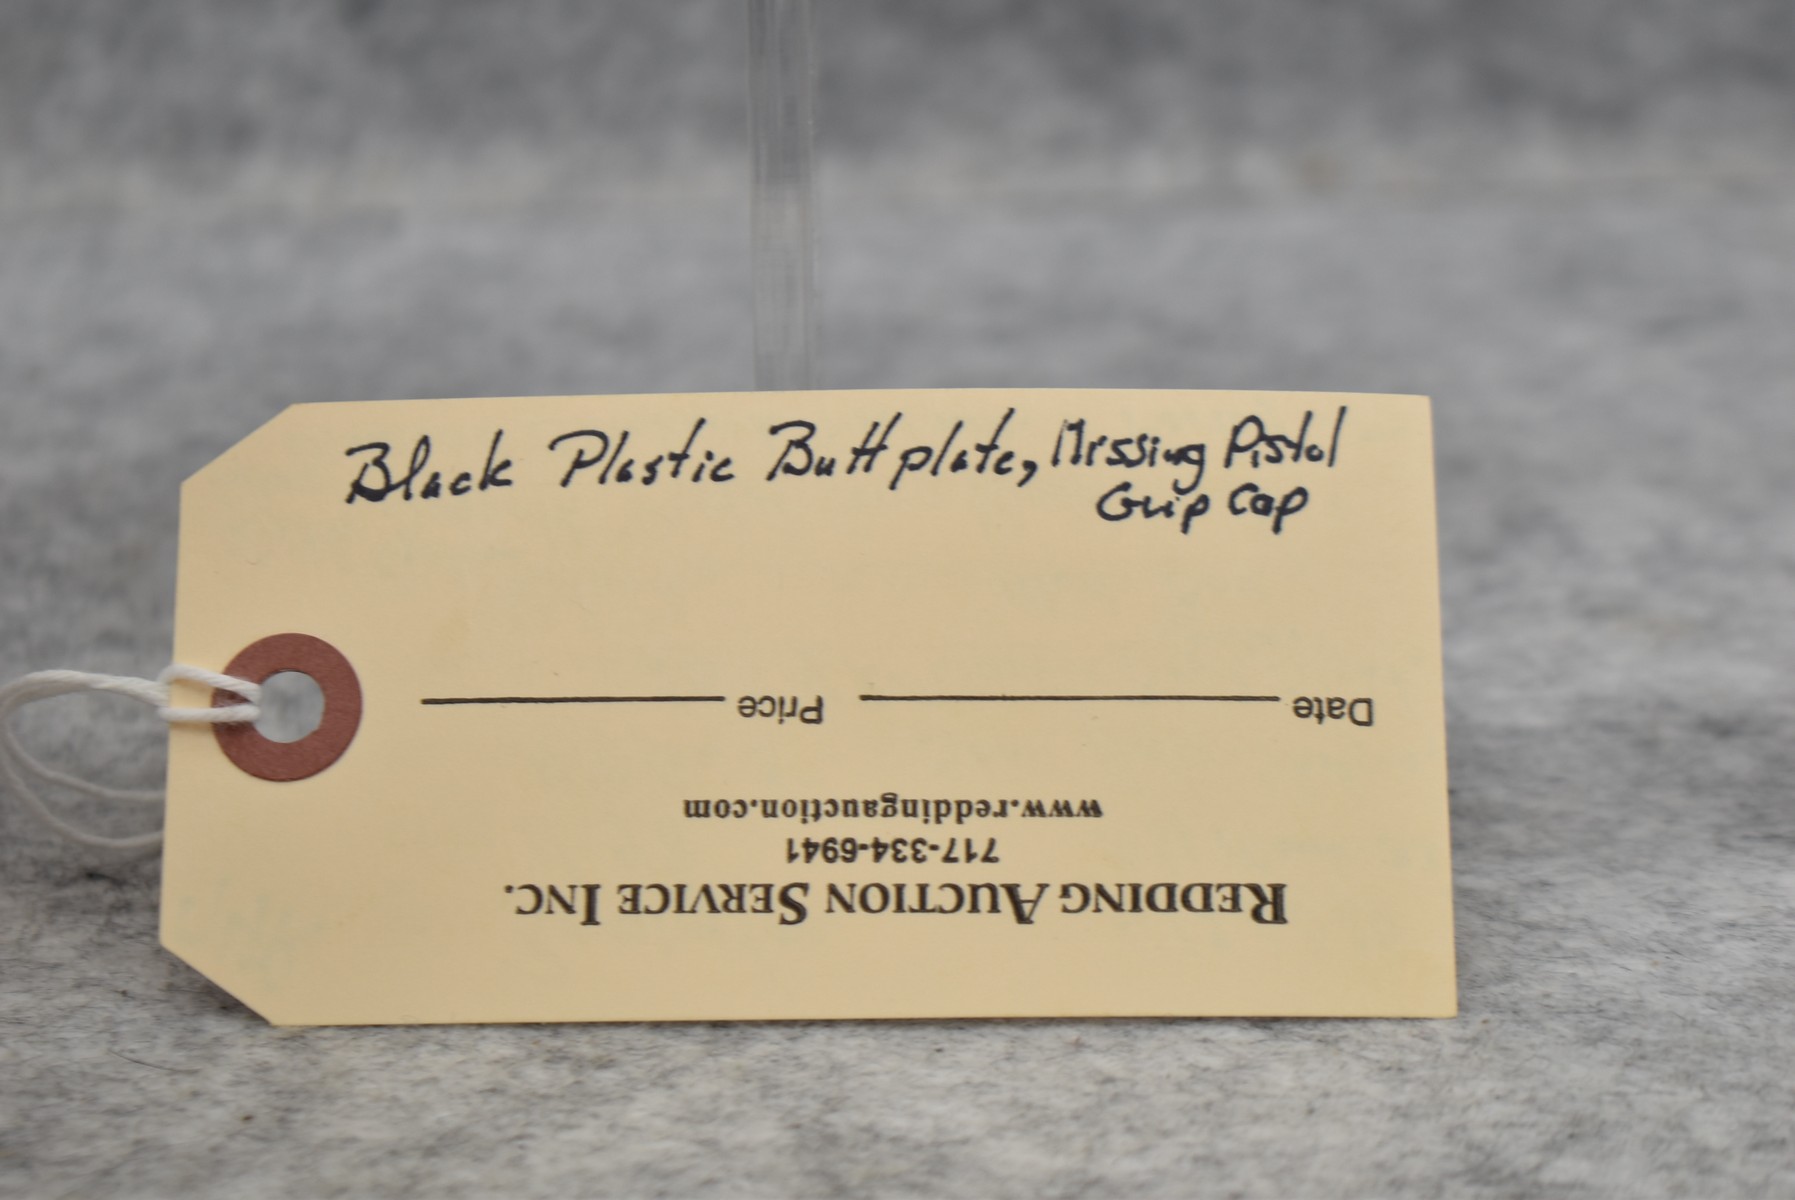 Black Plastic Buttplate, Missing Pistol
Grip Cap
REDDING AUCTION SERVICE INC.
717-334-6941
www.reddingauction.com
Date Price